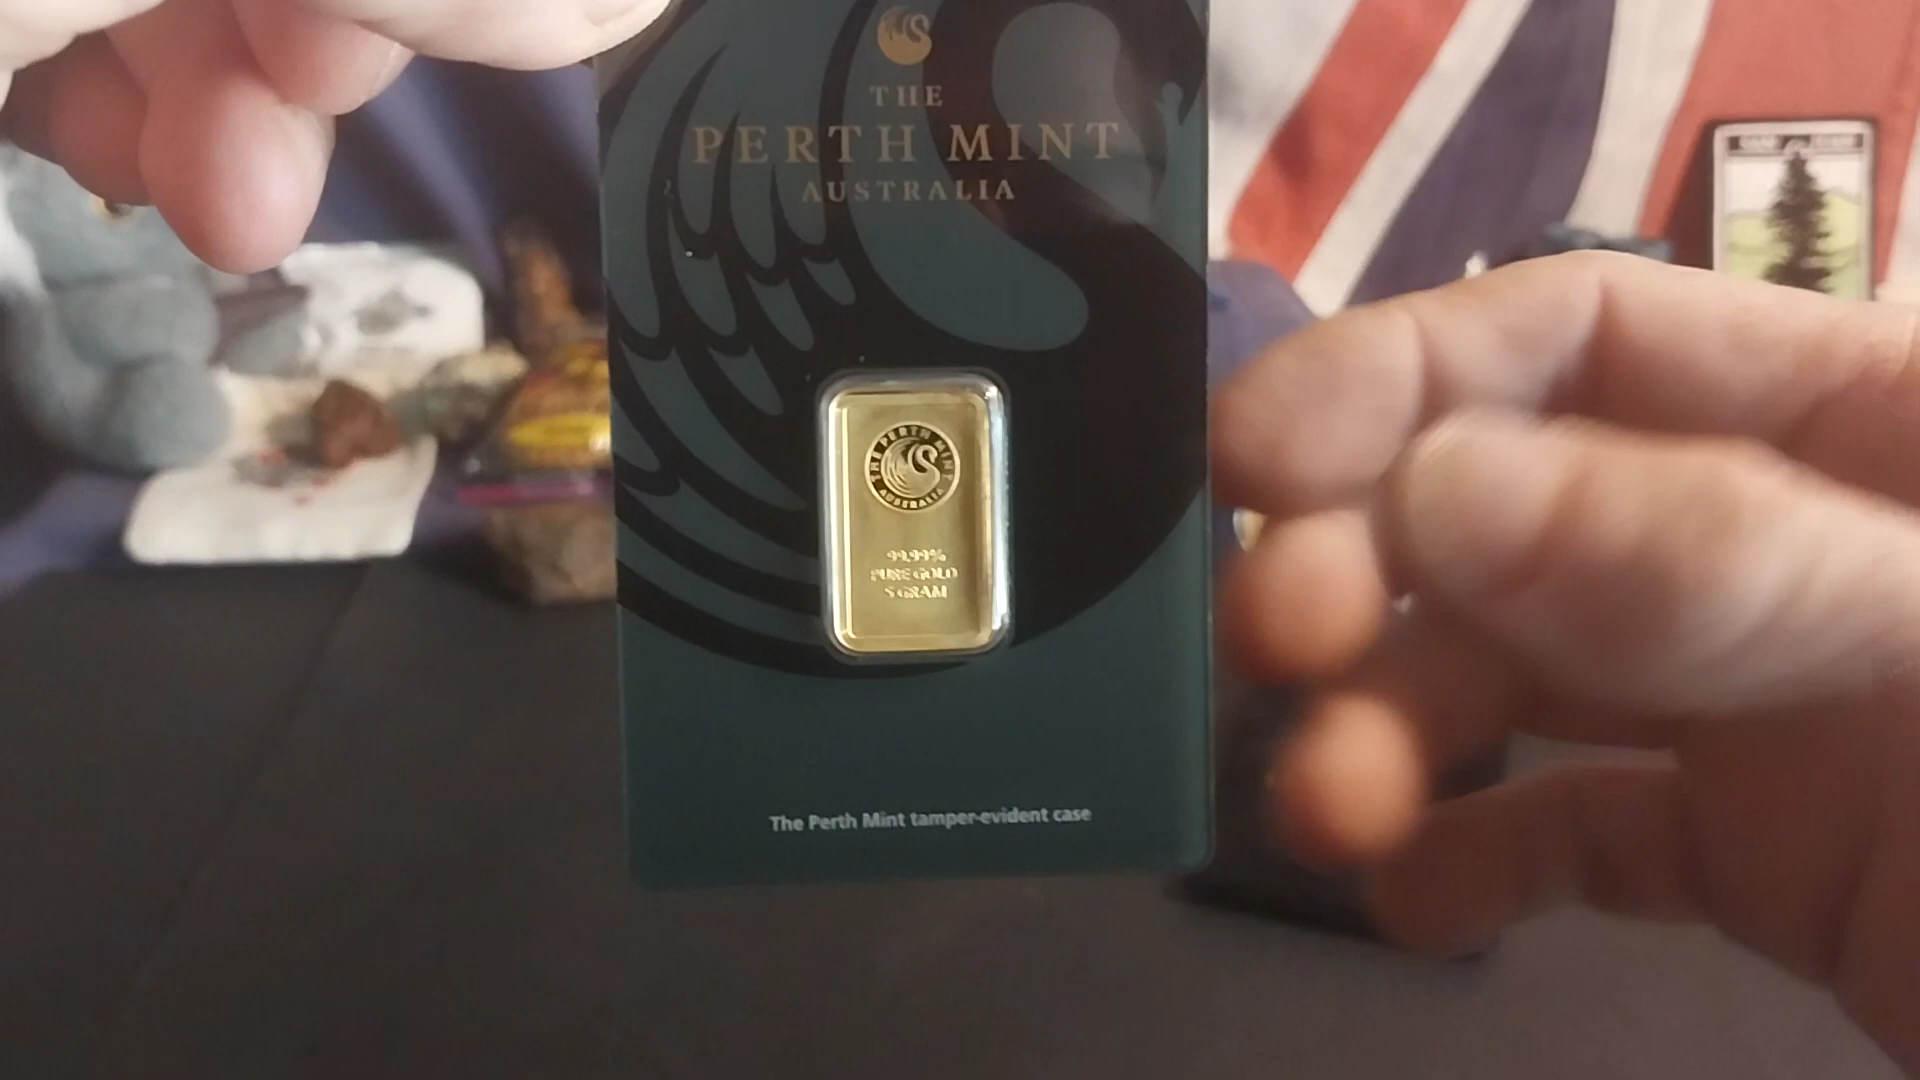 THE
PERTH MINT
AUSTRALIA
THE PERTH MINT
AUSTRALIA
99.99%
PURE GOLD
5 GRAM
The Perth Mint tamper-evident case